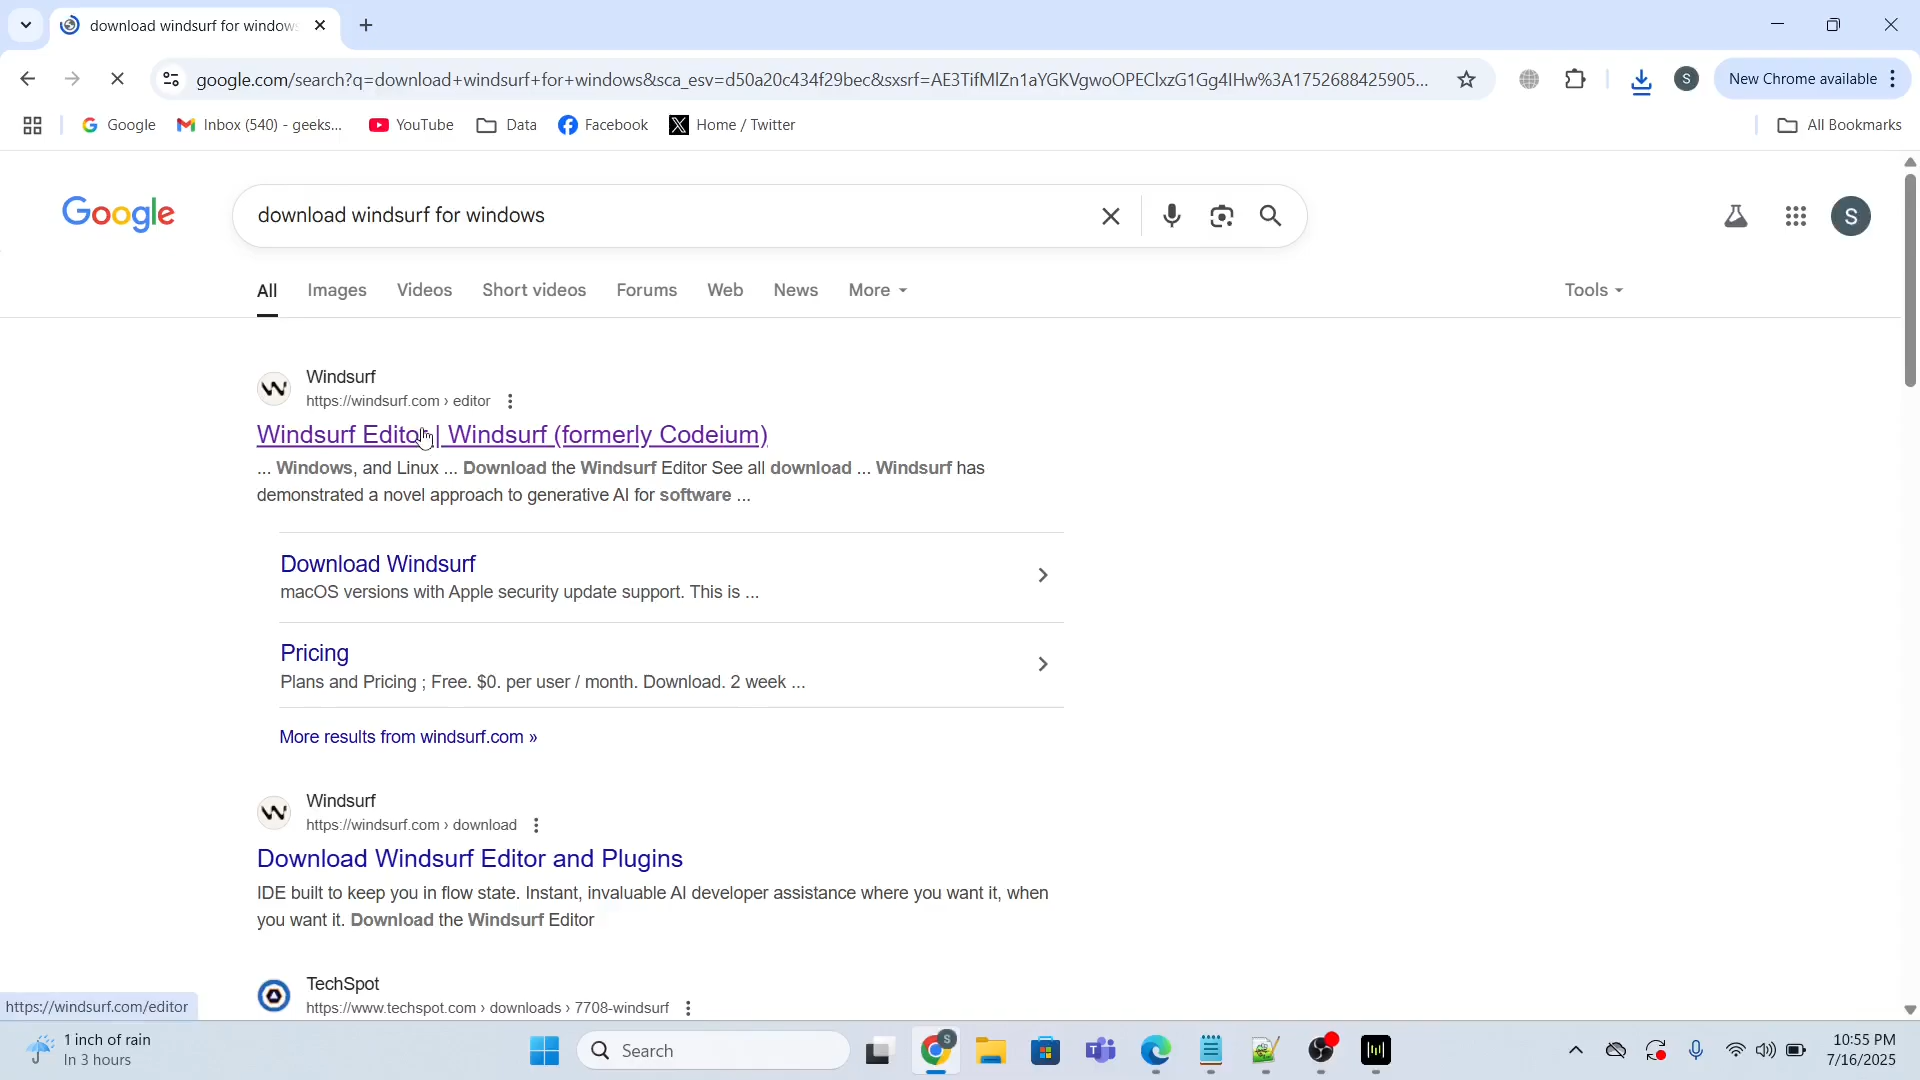 download windsurf for window
google.com/search?q=download+windsurf+for+windows&sca_esv=d50a20c434f29bec&sxsrf=AE3TifMlZn1aYGKVgwoOPEClxzG1Gg4IHw%3A1752688425905...
S
New Chrome available
Google
Inbox (540) - geeks...
YouTube
Data
Facebook
Home / Twitter
All Bookmarks
Google
download windsurf for windows
S
All
Images
Videos
Short videos
Forums
Web
News
More
Tools
Windsurf
https://windsurf.com › editor
Windsurf Editor | Windsurf (formerly Codeium)
... Windows, and Linux ... Download the Windsurf Editor See all download ... Windsurf has
demonstrated a novel approach to generative AI for software ...
Download Windsurf
macOS versions with Apple security update support. This is ...
Pricing
Plans and Pricing ; Free. $0. per user / month. Download. 2 week ...
More results from windsurf.com »
Windsurf
https://windsurf.com › download
Download Windsurf Editor and Plugins
IDE built to keep you in flow state. Instant, invaluable AI developer assistance where you want it, when
you want it. Download the Windsurf Editor
TechSpot
https://www.techspot.com › downloads › 7708-windsurf
https://windsurf.com/editor
1 inch of rain
In 3 hours
Search
S
10:55 PM
7/16/2025